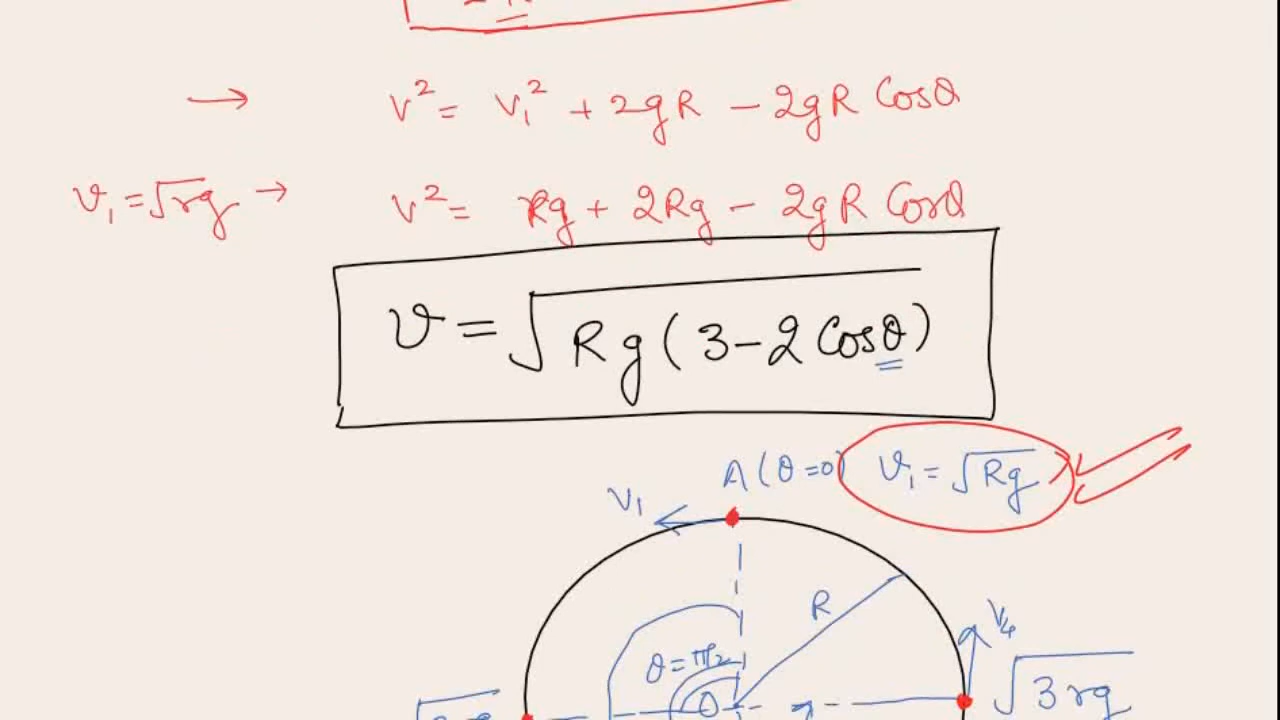 → v² = v₁² + 2gR − 2gR Cosθ
v₁ = √rg → v² = Rg + 2Rg − 2gR Cosθ
v = √Rg(3−2Cosθ)
A (θ=0) v₁ = √Rg
V₁
R
V₄
θ = π/2
θ
√3rg